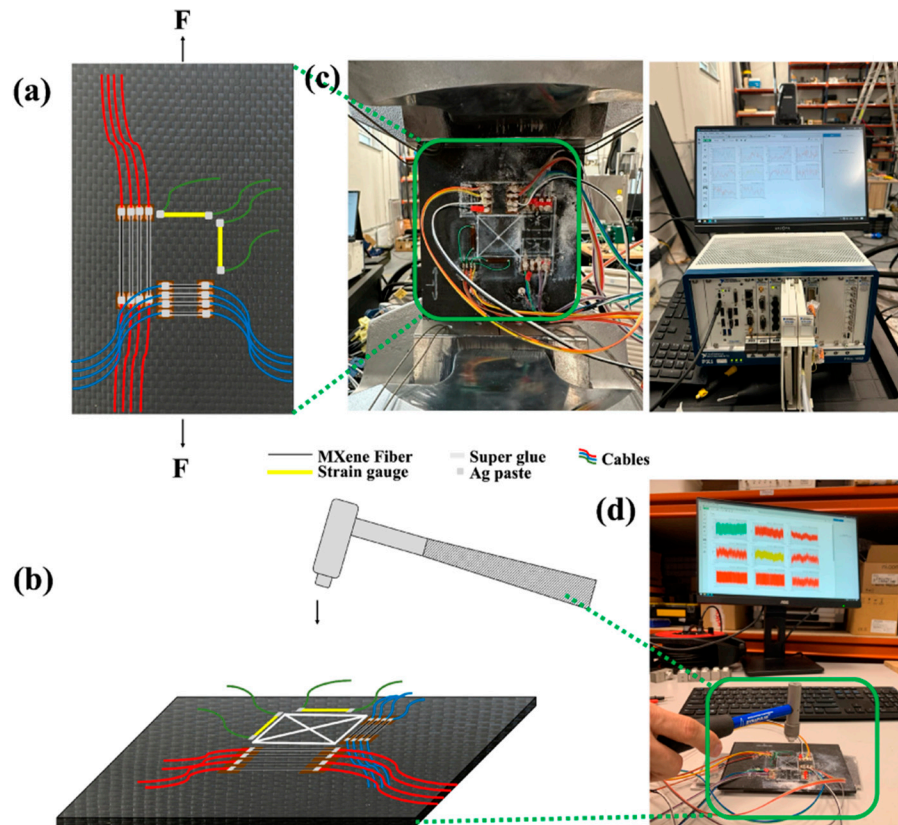 F
(a)
(c)
F
MXene Fiber
Super glue
Cables
Strain gauge
Ag paste
(b)
(d)